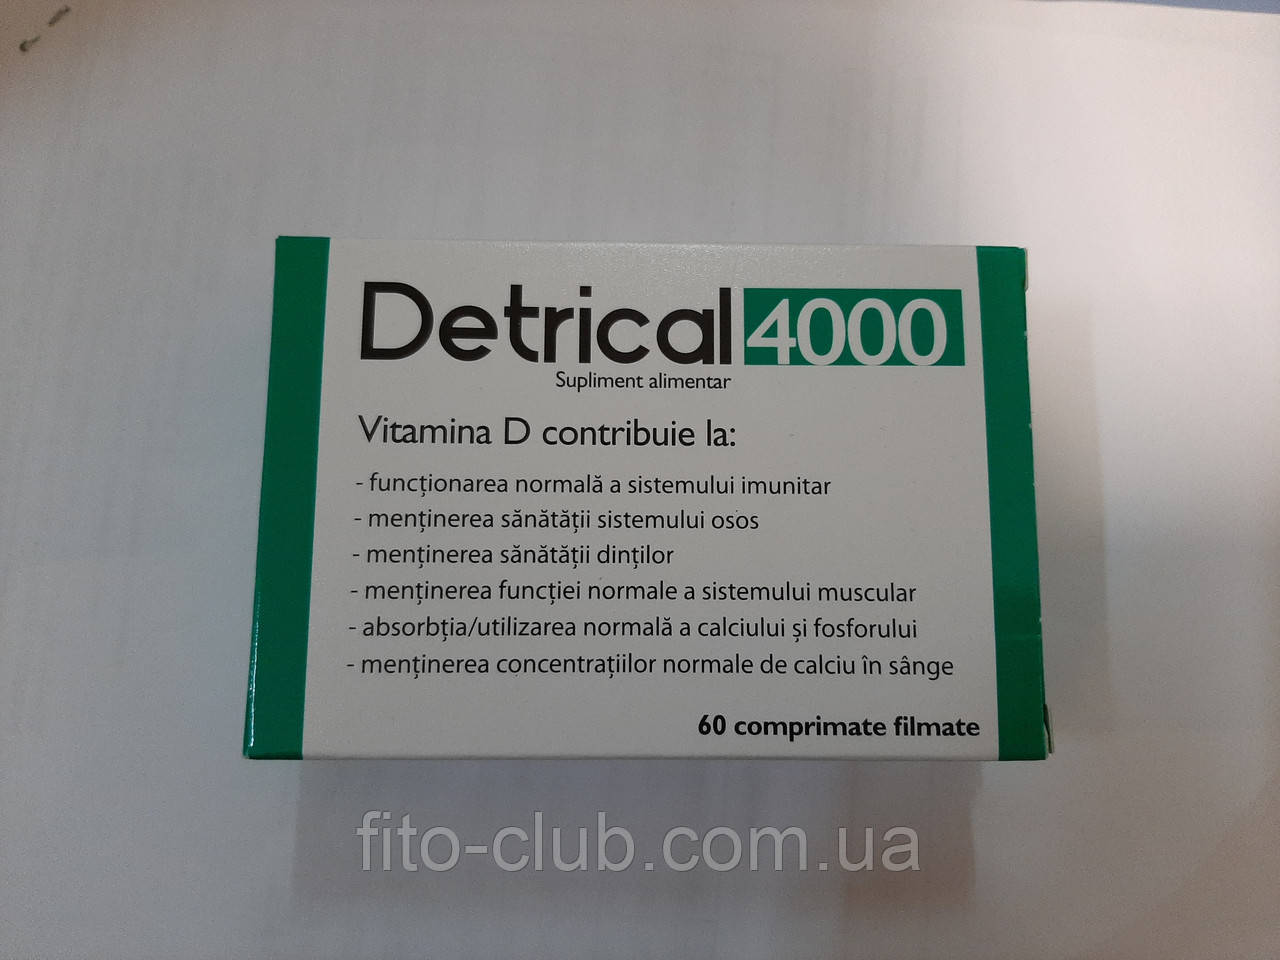 Detrical 4000
Supliment alimentar
Vitamina D contribuie la:
- funcționarea normală a sistemului imunitar
- menținerea sănătății sistemului osos
- menținerea sănătății dinților
- menținerea funcției normale a sistemului muscular
- absorbția/utilizarea normală a calciului și fosforului
- menținerea concentrațiilor normale de calciu în sânge
60 comprimate filmate
fito-club.com.ua